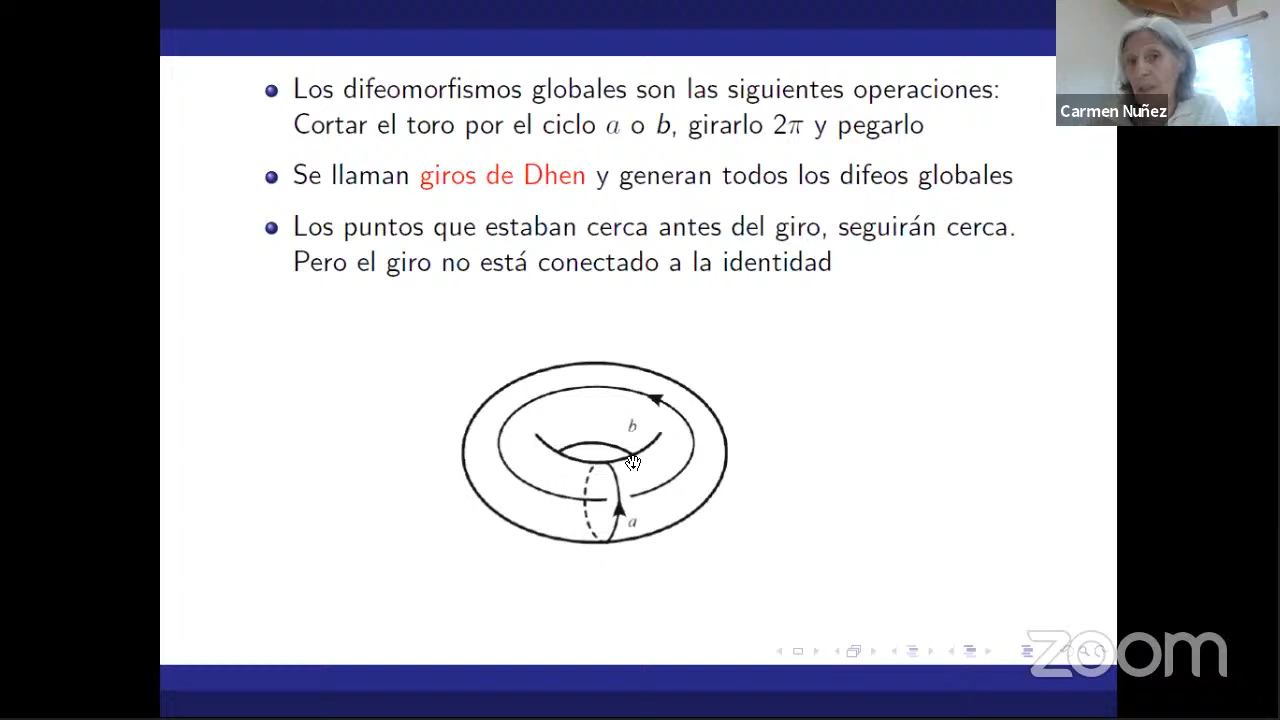 Los difeomorfismos globales son las siguientes operaciones:
Cortar el toro por el ciclo a o b, girarlo 2π y pegarlo
Se llaman giros de Dhen y generan todos los difeos globales
Los puntos que estaban cerca antes del giro, seguirán cerca.
Pero el giro no está conectado a la identidad
b
a
Carmen Nuñez
zoom